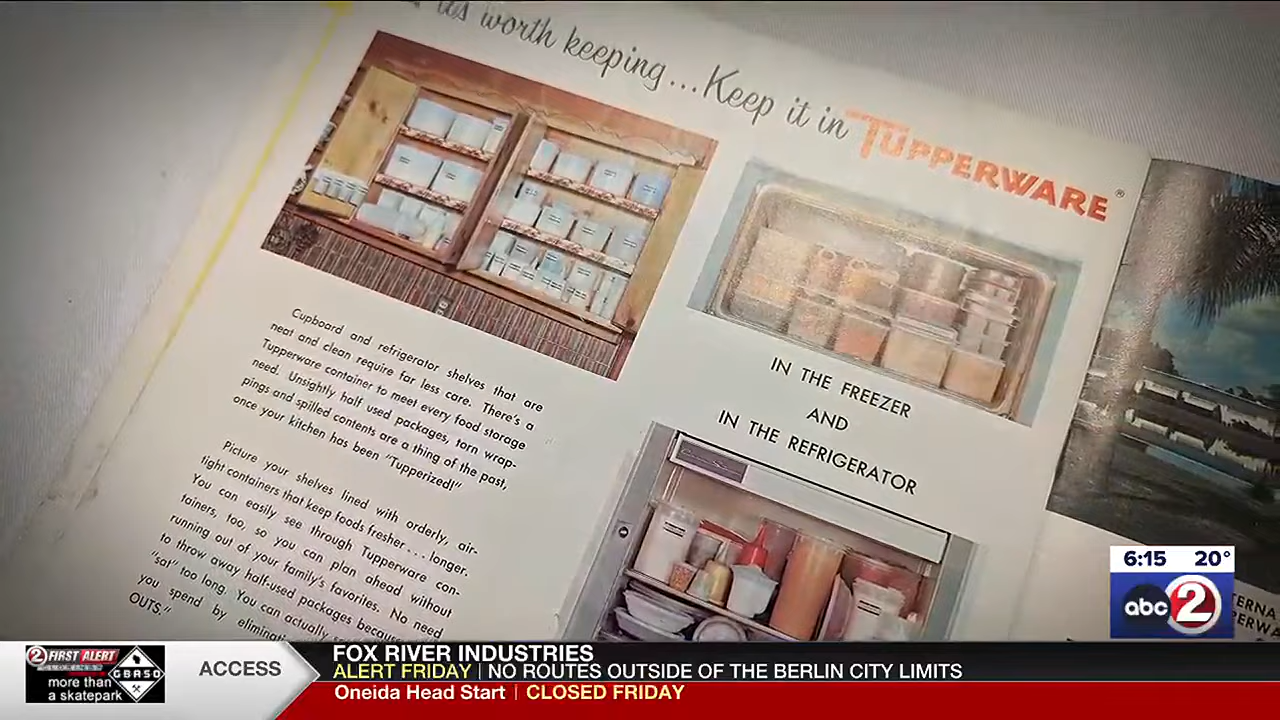 its worth keeping...Keep it in TUPPERWARE®
Cupboard and refrigerator shelves that are
neat and clean require far less care. There's a
Tupperware container to meet every food storage
need. Unsightly half used packages, torn wrap-
pings and spilled contents are a thing of the past,
once your kitchen has been "Tupperized!"
Picture your shelves lined with orderly, air-
tight containers that keep foods fresher...longer.
You can easily see through Tupperware con-
tainers, too, so you can plan ahead without
running out of your family's favorites. No need
to throw away half-used packages because
"sat" too long. You can actually
you spend by
OUTS."
IN THE FREEZER
AND
IN THE REFRIGERATOR
6:15 20°
abc 2
2 FIRST ALERT
GBASO
more than
a skatepark
ACCESS
FOX RIVER INDUSTRIES
ALERT FRIDAY | NO ROUTES OUTSIDE OF THE BERLIN CITY LIMITS
Oneida Head Start | CLOSED FRIDAY